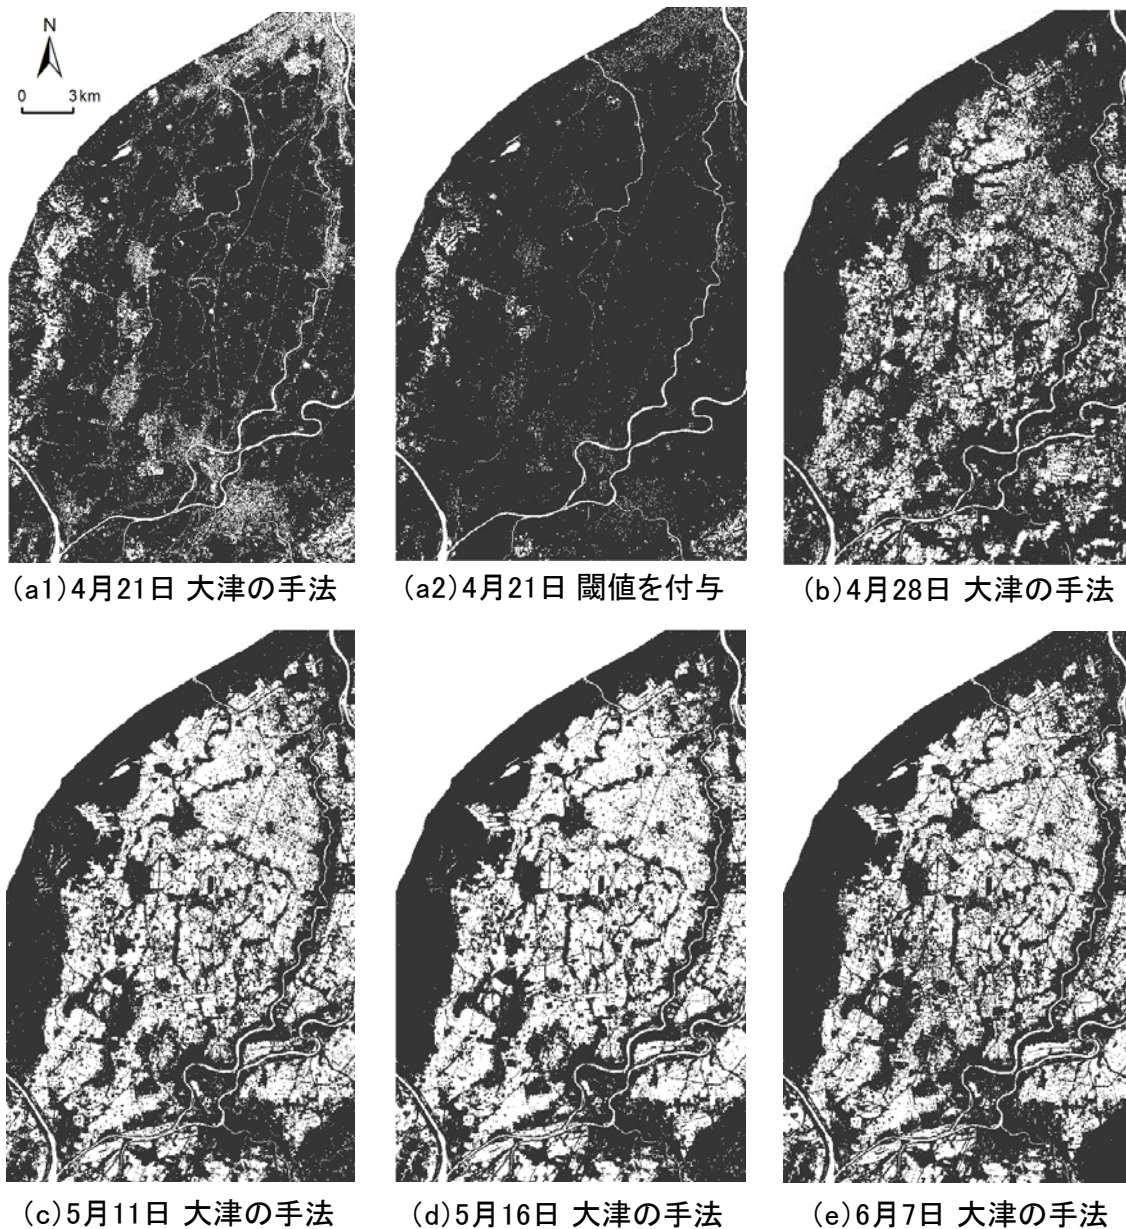 N
0 3km
(a1)4月21日 大津の手法
(a2)4月21日 閾値を付与
(b)4月28日 大津の手法
(c)5月11日 大津の手法
(d)5月16日 大津の手法
(e)6月7日 大津の手法